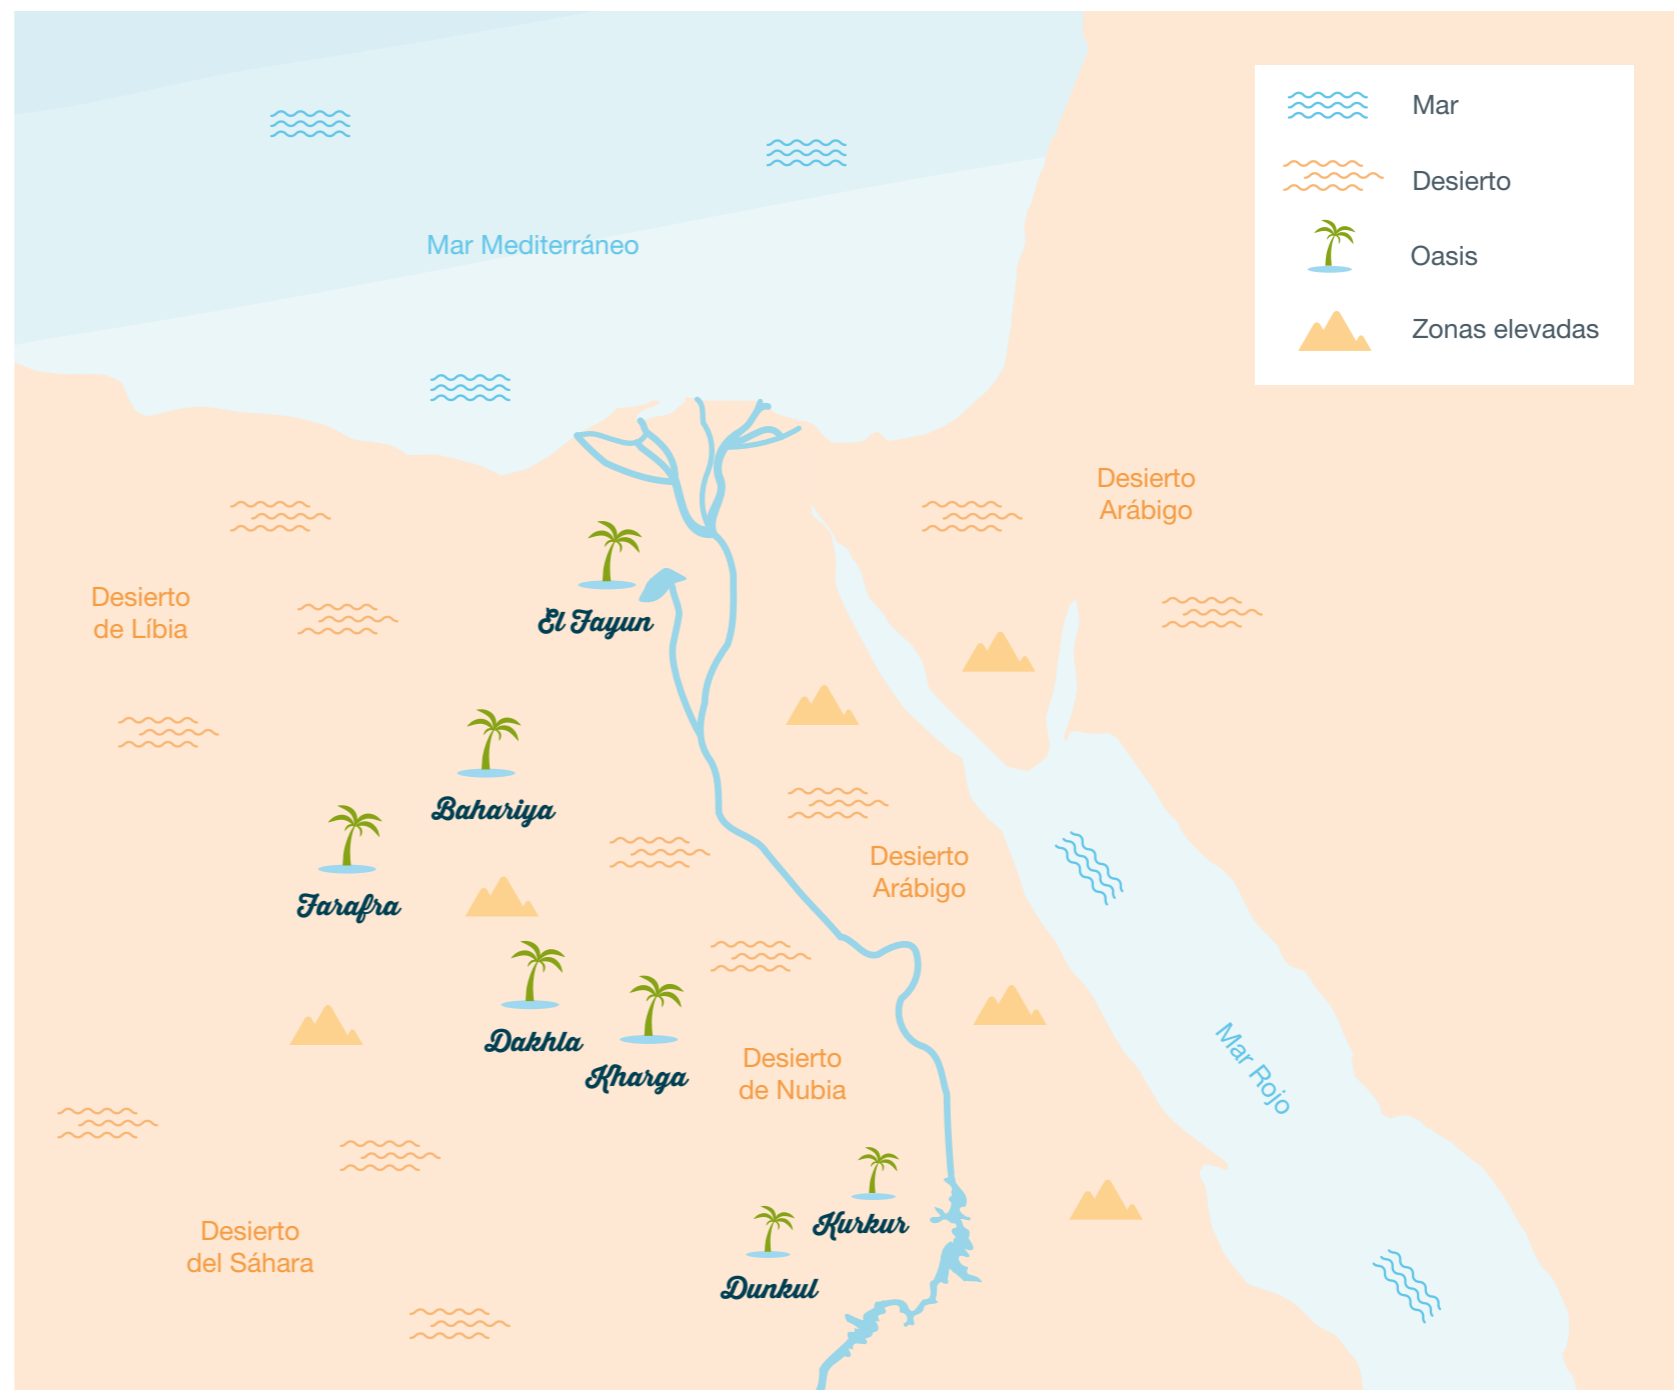 Mar
Desierto
Oasis
Zonas elevadas
Mar Mediterráneo
Desierto
Arábigo
Desierto
de Líbia
El Fayun
Bahariya
Farafra
Desierto
Arábigo
Dakhla
Kharga
Desierto
de Nubia
Mar Rojo
Kurkur
Dunkul
Desierto
del Sáhara